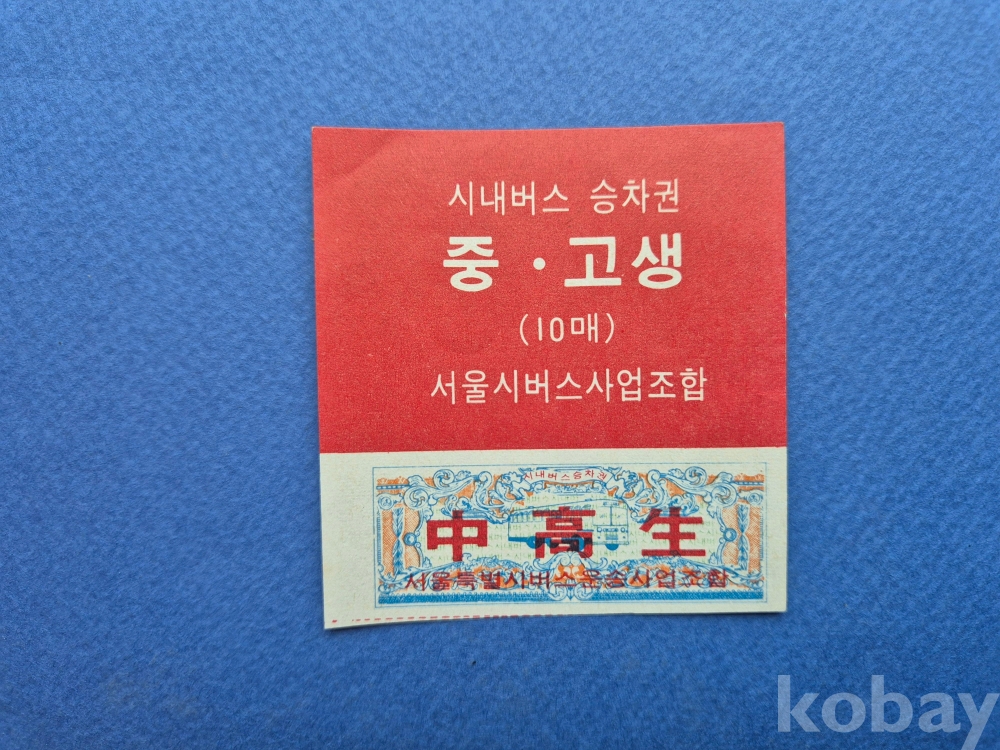 시내버스 승차권
중·고생
(10매)
서울시버스사업조합
시내버스승차권
中高生
서울특별시버스운송사업조합
kobay